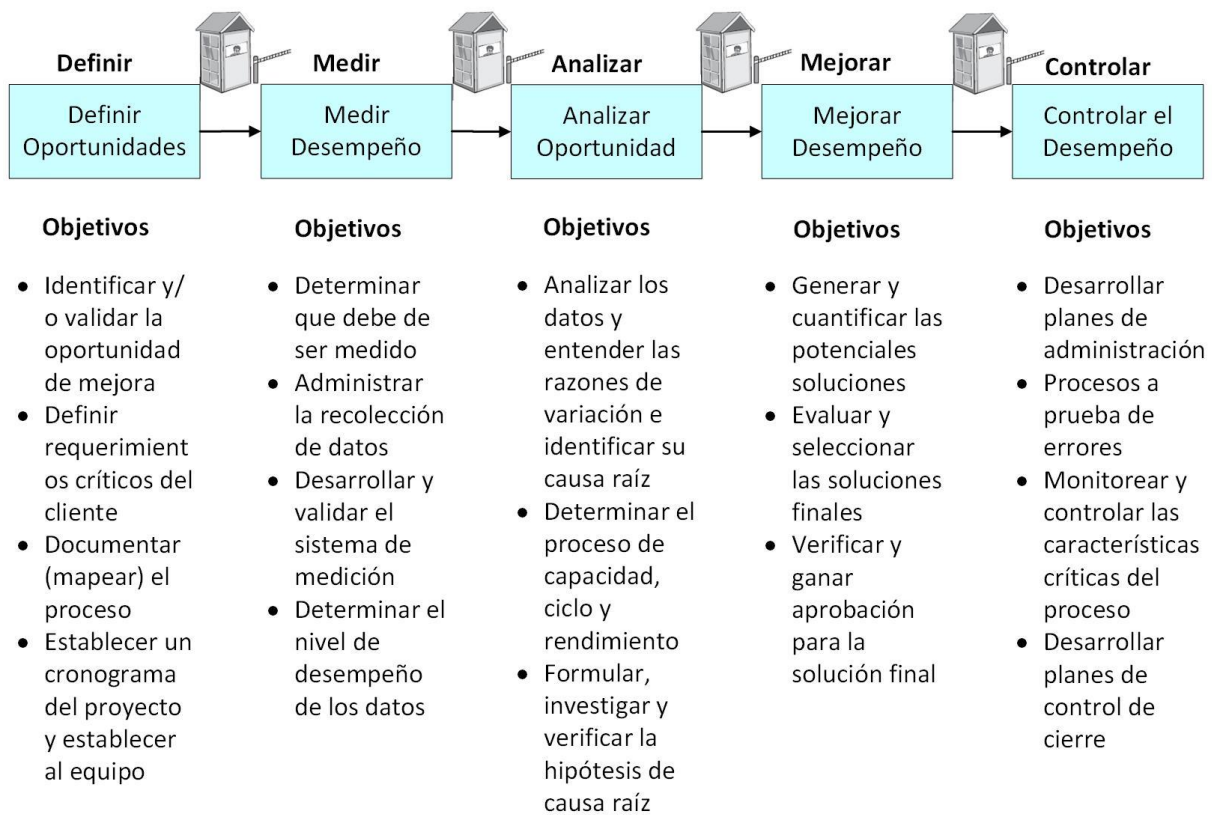 Definir
Medir
Analizar
Mejorar
Controlar
Definir
Oportunidades
Medir
Desempeño
Analizar
Oportunidad
Mejorar
Desempeño
Controlar el
Desempeño
Objetivos
• Identificar y/
o validar la
oportunidad
de mejora
• Definir
requerimient
os críticos del
cliente
• Documentar
(mapear) el
proceso
• Establecer un
cronograma
del proyecto
y establecer
al equipo
Objetivos
• Determinar
que debe de
ser medido
• Administrar
la recolección
de datos
• Desarrollar y
validar el
sistema de
medición
• Determinar el
nivel de
desempeño
de los datos
Objetivos
• Analizar los
datos y
entender las
razones de
variación e
identificar su
causa raíz
• Determinar el
proceso de
capacidad,
ciclo y
rendimiento
• Formular,
investigar y
verificar la
hipótesis de
causa raíz
Objetivos
• Generar y
cuantificar las
potenciales
soluciones
• Evaluar y
seleccionar
las soluciones
finales
• Verificar y
ganar
aprobación
para la
solución final
Objetivos
• Desarrollar
planes de
administración
• Procesos a
prueba de
errores
• Monitorear y
controlar las
características
críticas del
proceso
• Desarrollar
planes de
control de
cierre